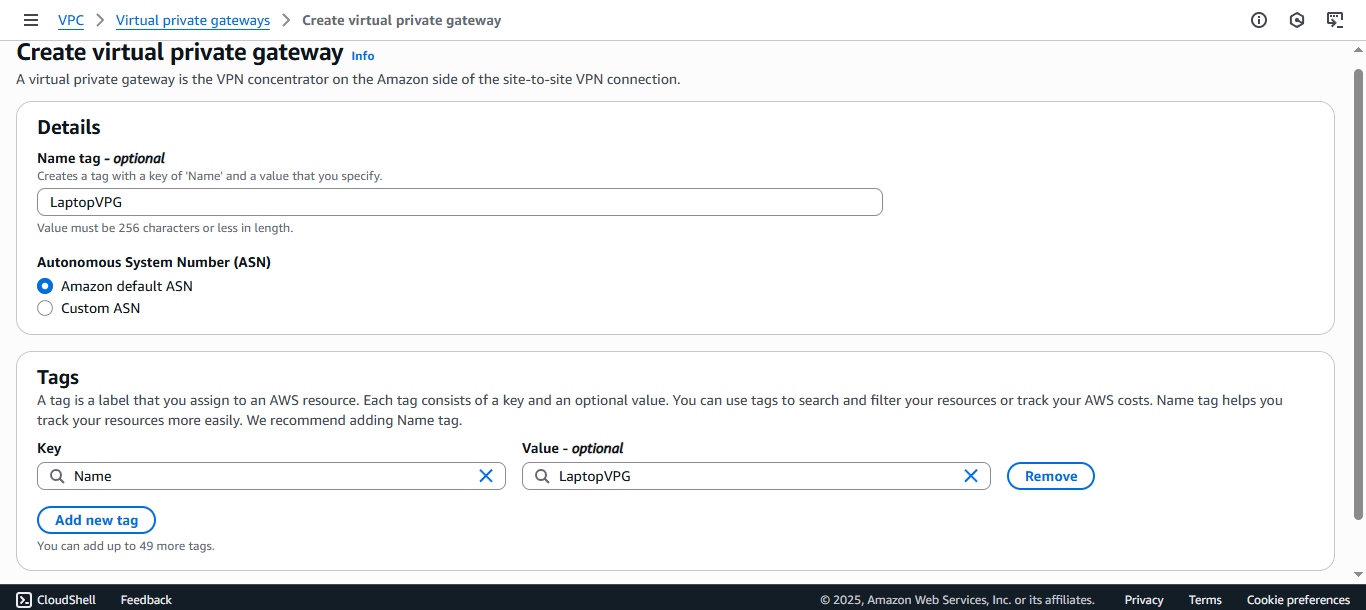 VPC > Virtual private gateways > Create virtual private gateway
Create virtual private gateway Info
A virtual private gateway is the VPN concentrator on the Amazon side of the site-to-site VPN connection.
Details
Name tag - optional
Creates a tag with a key of 'Name' and a value that you specify.
LaptopVPG
Value must be 256 characters or less in length.
Autonomous System Number (ASN)
Amazon default ASN
Custom ASN
Tags
A tag is a label that you assign to an AWS resource. Each tag consists of a key and an optional value. You can use tags to search and filter your resources or track your AWS costs. Name tag helps you
track your resources more easily. We recommend adding Name tag.
Key Value - optional
Name LaptopVPG Remove
Add new tag
You can add up to 49 more tags.
CloudShell Feedback © 2025, Amazon Web Services, Inc. or its affiliates. Privacy Terms Cookie preferences